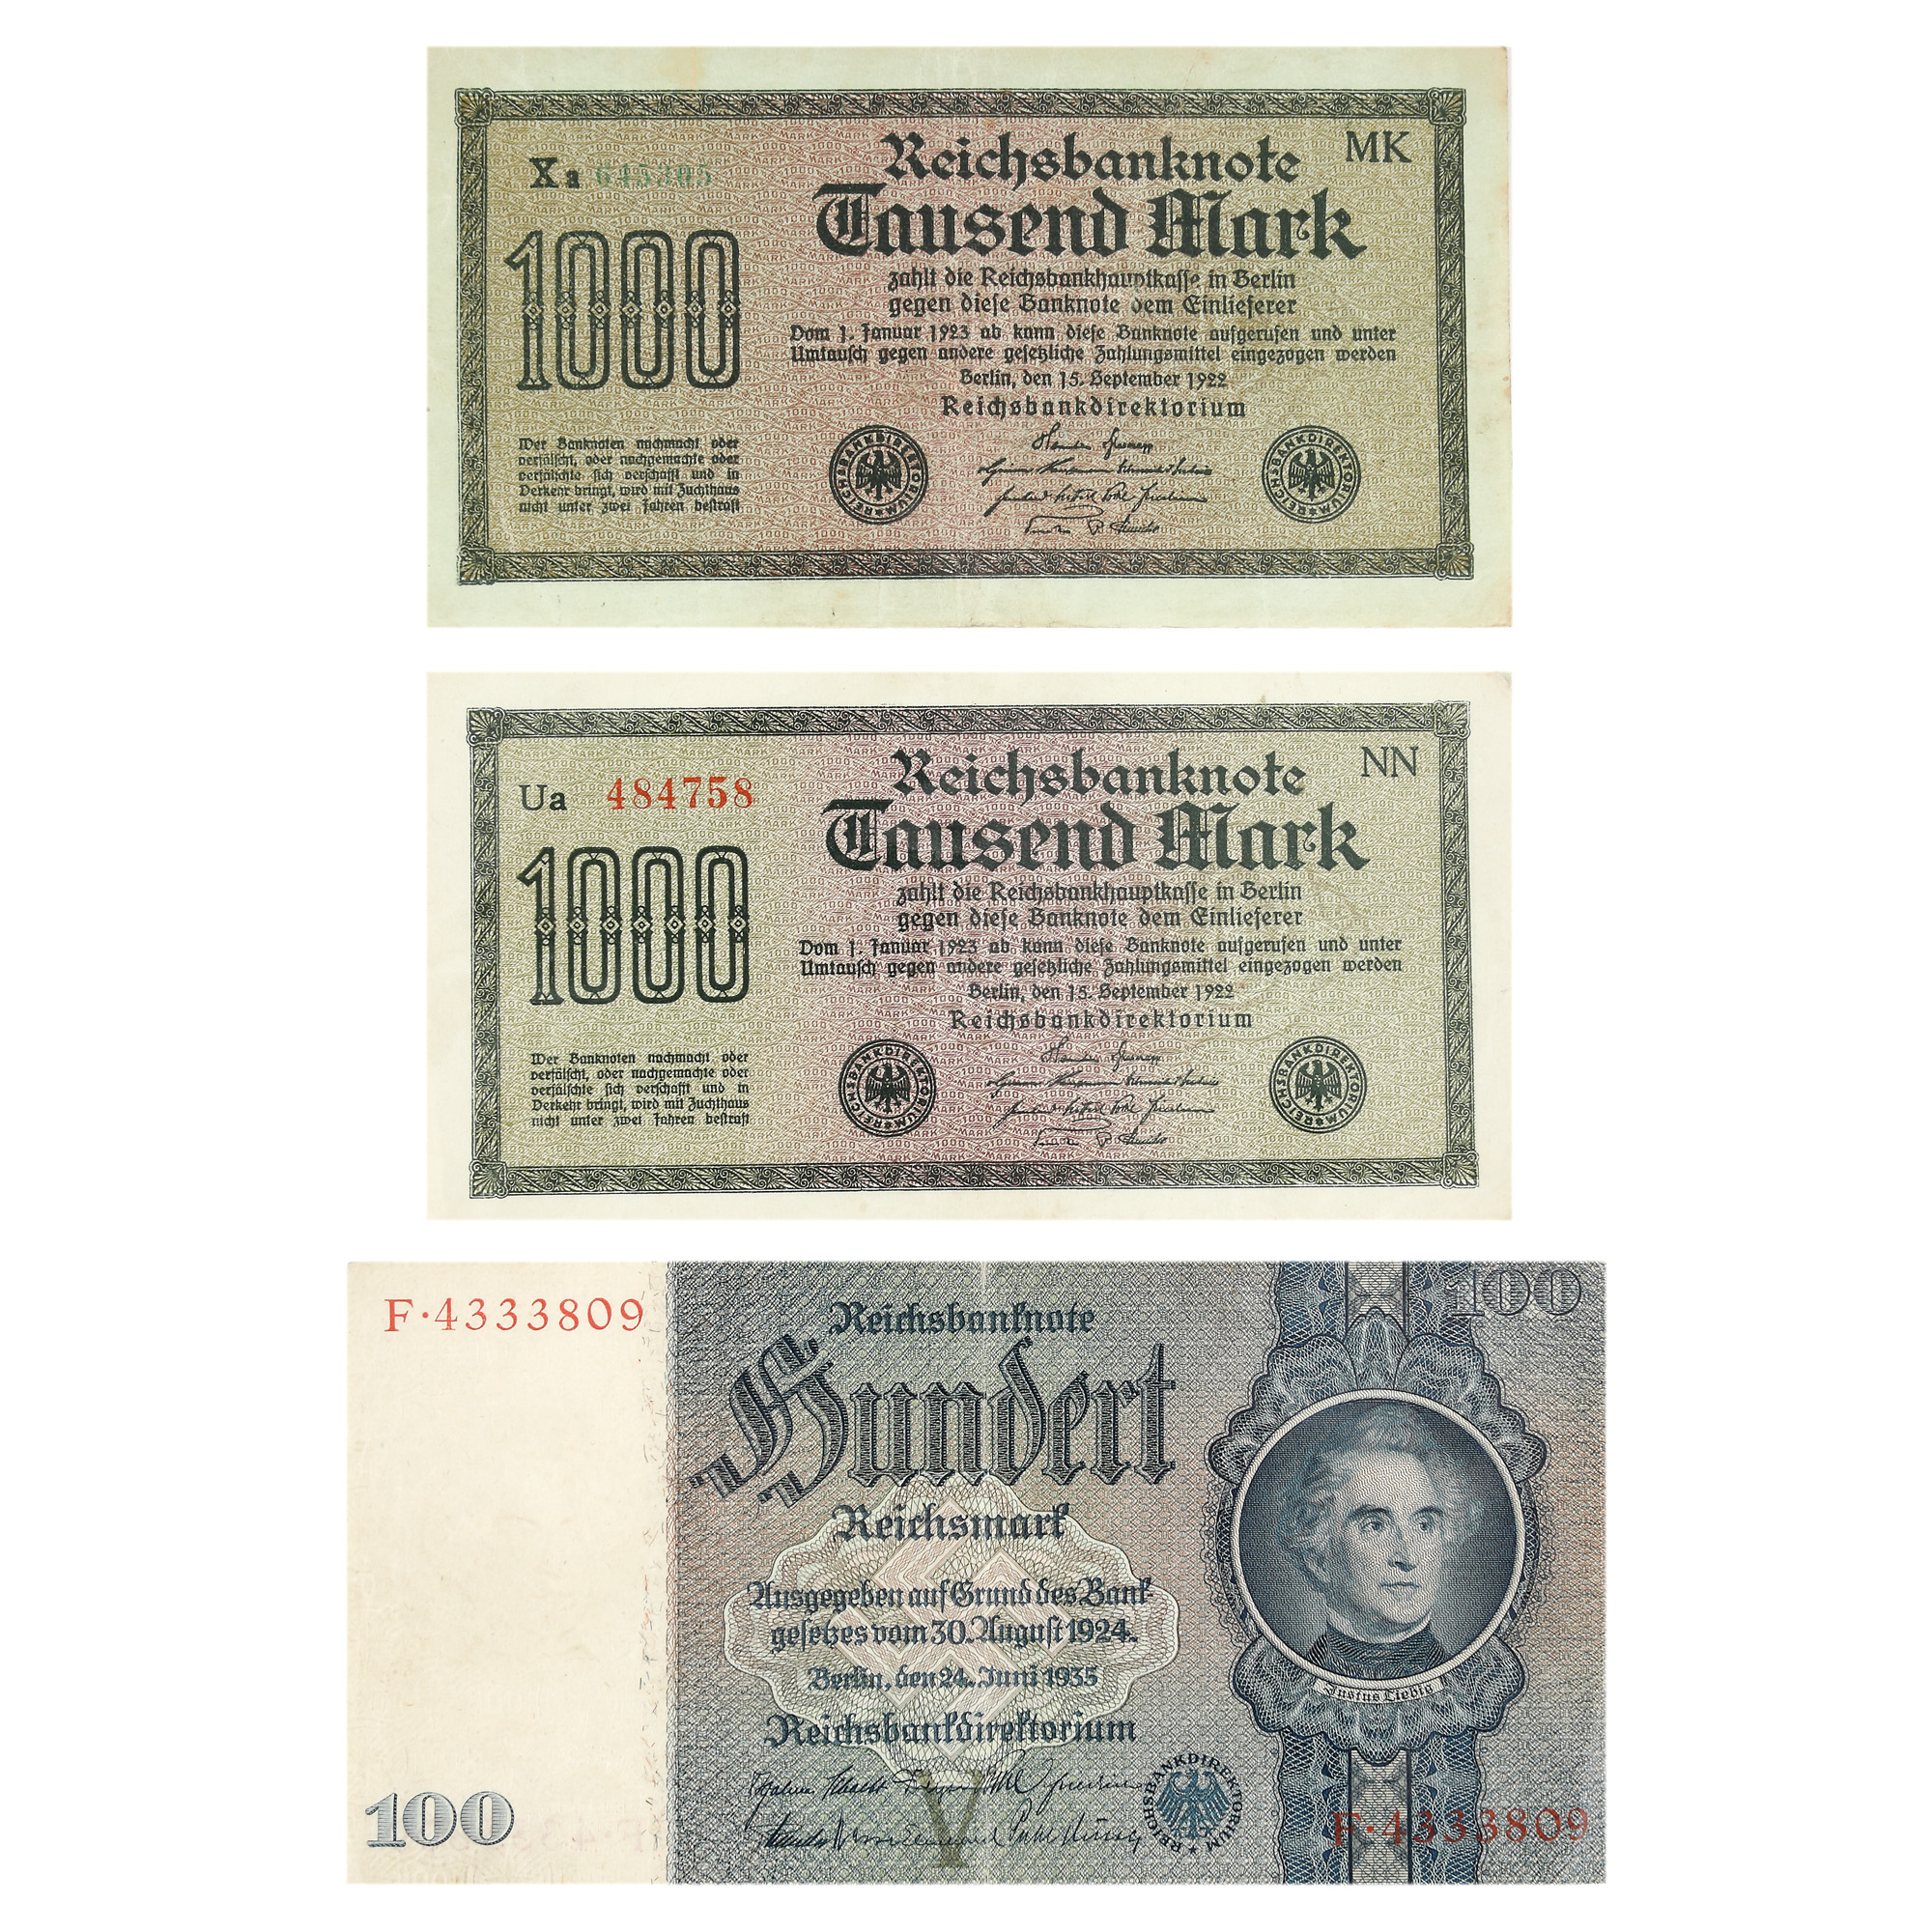 Xa 645305
MK
Reichsbanknote
Tausend Mark
1000
zahlt die Reichsbankhauptkasse in Berlin
gegen diese Banknote dem Einlieferer
Vom 1. Januar 1923 ab kann diese Banknote aufgerufen und unter
Umtausch gegen andere gesetzliche Zahlungsmittel eingezogen werden
Berlin, den 15. September 1922
Reichsbankdirektorium
Wer Banknoten nachmacht oder
verfälscht, oder nachgemachte oder
verfälschte sich verschafft und in
Verkehr bringt, wird mit Zuchthaus
nicht unter zwei Jahren bestraft
REICHSBANKDIREKTORIUM
REICHSBANKDIREKTORIUM
Ua 484758
NN
Reichsbanknote
Tausend Mark
1000
zahlt die Reichsbankhauptkasse in Berlin
gegen diese Banknote dem Einlieferer
Vom 1. Januar 1923 ab kann diese Banknote aufgerufen und unter
Umtausch gegen andere gesetzliche Zahlungsmittel eingezogen werden
Berlin, den 15. September 1922
Reichsbankdirektorium
Wer Banknoten nachmacht oder
verfälscht, oder nachgemachte oder
verfälschte sich verschafft und in
Verkehr bringt, wird mit Zuchthaus
nicht unter zwei Jahren bestraft
REICHSBANKDIREKTORIUM
REICHSBANKDIREKTORIUM
F·4333809
100
Reichsbanknote
Hundert
Reichsmark
Ausgegeben auf Grund des Bank-
gesetzes vom 30. August 1924.
Berlin, den 24. Juni 1935
Reichsbankdirektorium
Justus Liebig
REICHSBANKDIREKTORIUM
V
100
F·4333809